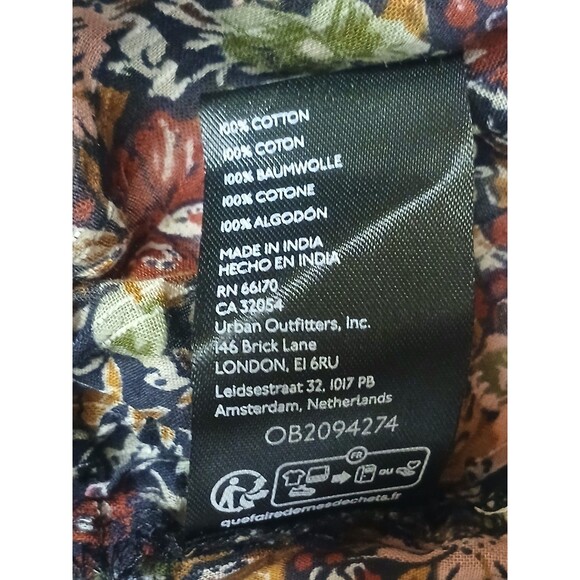 100% COTTON
100% COTON
100% BAUMWOLLE
100% COTONE
100% ALGODÓN
MADE IN INDIA
HECHO EN INDIA
RN 66170
CA 32054
Urban Outfitters, Inc.
146 Brick Lane
LONDON, E1 6RU
Leidsestraat 32, 1017 PB
Amsterdam, Netherlands
OB2094274
FR
ou
quefairedemesdechets.fr